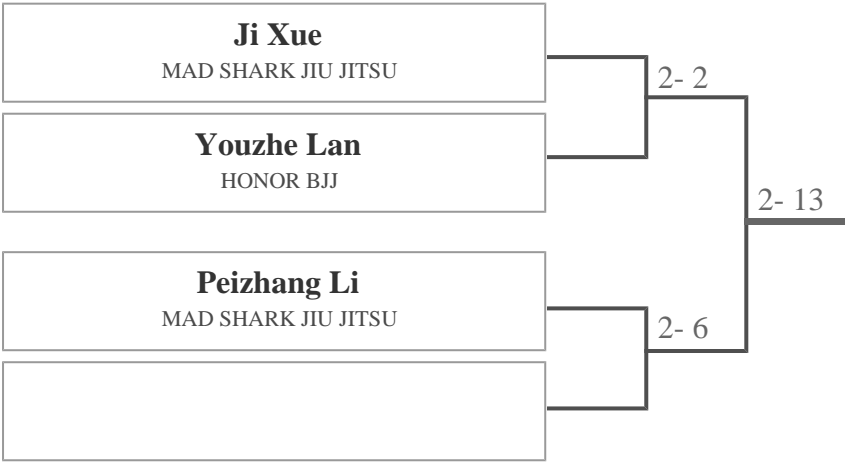 Ji Xue
MAD SHARK JIU JITSU
2- 2
Youzhe Lan
HONOR BJJ
2- 13
Peizhang Li
MAD SHARK JIU JITSU
2- 6